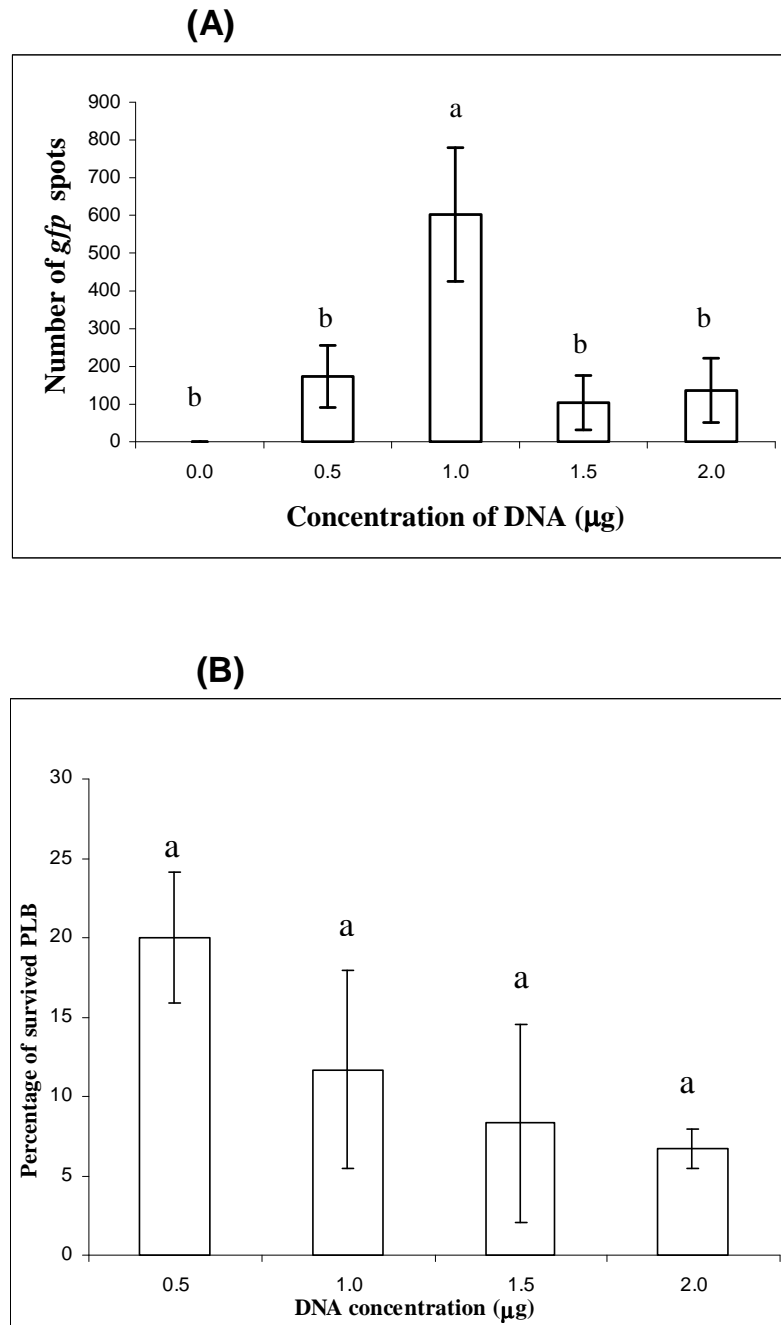 (A)
900
800
700
600
500
400
300
200
100
0
Number of gfp spots
b
b
a
b
b
0.0 0.5 1.0 1.5 2.0
Concentration of DNA (μg)
(B)
30
25
20
15
10
5
0
Percentage of survived PLB
a
a
a
a
0.5 1.0 1.5 2.0
DNA concentration (μg)